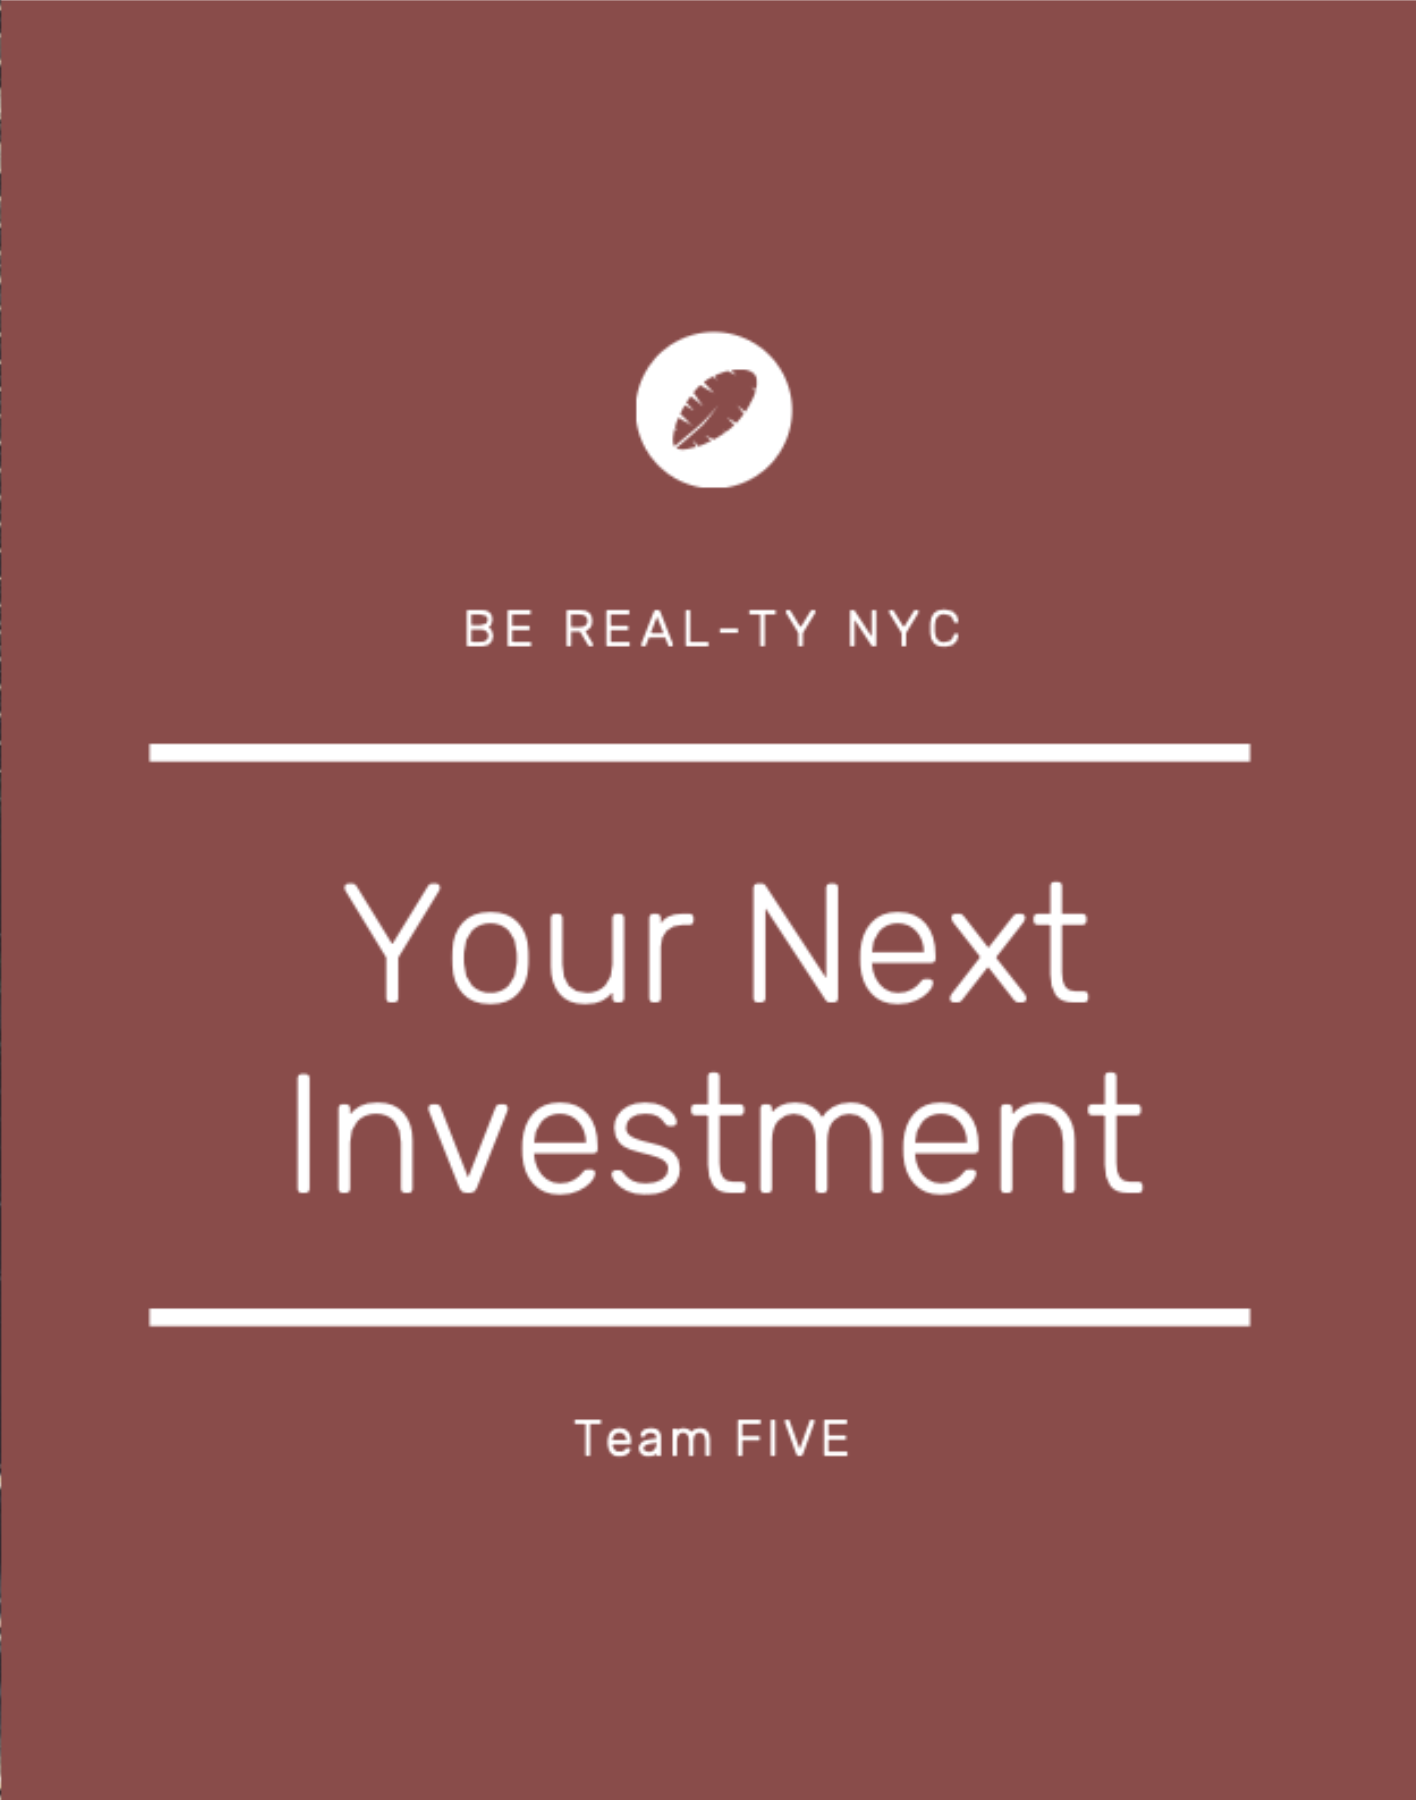 BE REAL-TY NYC
Your Next
Investment
Team FIVE